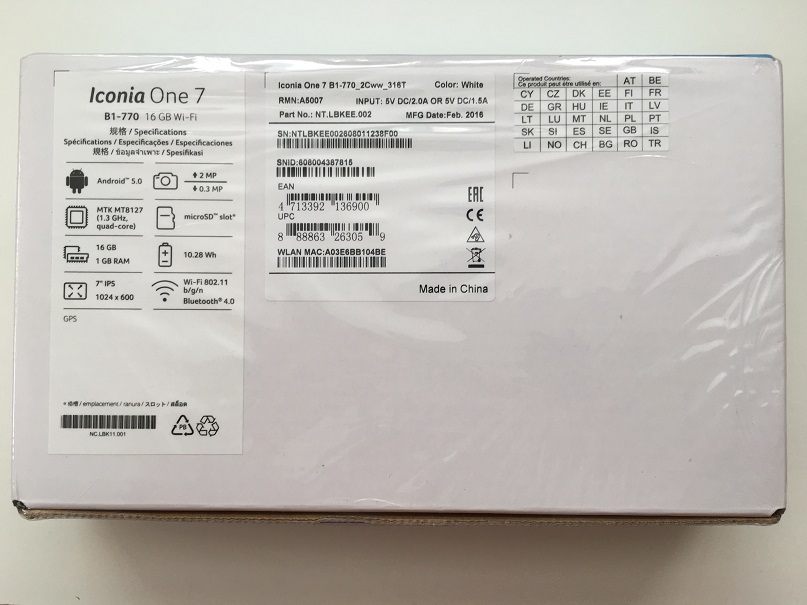 Iconia One 7
B1-770 16 GB Wi-Fi
规格 / Specifications
Spécifications / Especificações / Especificaciones
規格 / ข้อมูลจำเพาะ / Spesifikasi
Android™ 5.0
2 MP
0.3 MP
MTK MT8127
(1.3 GHz,
quad-core)
microSD™ slot*
16 GB
1 GB RAM
10.28 Wh
7" IPS
1024 x 600
Wi-Fi 802.11
b/g/n
Bluetooth® 4.0
GPS
* 插槽 / emplacement / ranura / スロット / สล็อต
NC.LBK11.001
PB
Iconia One 7 B1-770_2Cww_316T Color: White
RMN:A5007 INPUT: 5V DC/2.0A OR 5V DC/1.5A
Part No.: NT.LBKEE.002 MFG Date:Feb. 2016
SN:NTLBKEE002608011238F00
SNID:608004387815
EAN
4 713392 136900
UPC
8 88863 26305 9
WLAN MAC:A03E6BB104BE
EAC
CE
Made in China
Operated Countries:
Ce produit peut être utilisé en:
AT BE
CY CZ DK EE FI FR
DE GR HU IE IT LV
LT LU MT NL PL PT
SK SI ES SE GB IS
LI NO CH BG RO TR